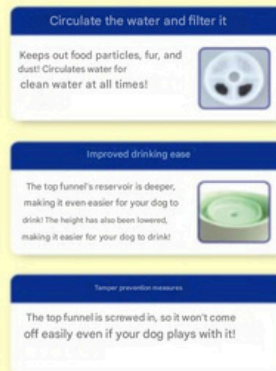 Circulate the water and filter it
Keeps out food particles, fur, and
dust! Circulates water for
clean water at all times!
Improved drinking ease
The top funnel's reservoir is deeper,
making it even easier for your dog to
drink! The height has also been lowered,
making it easier for your dog to drink!
Tamper prevention measures
The top funnel is screwed in, so it won't come
off easily even if your dog plays with it!